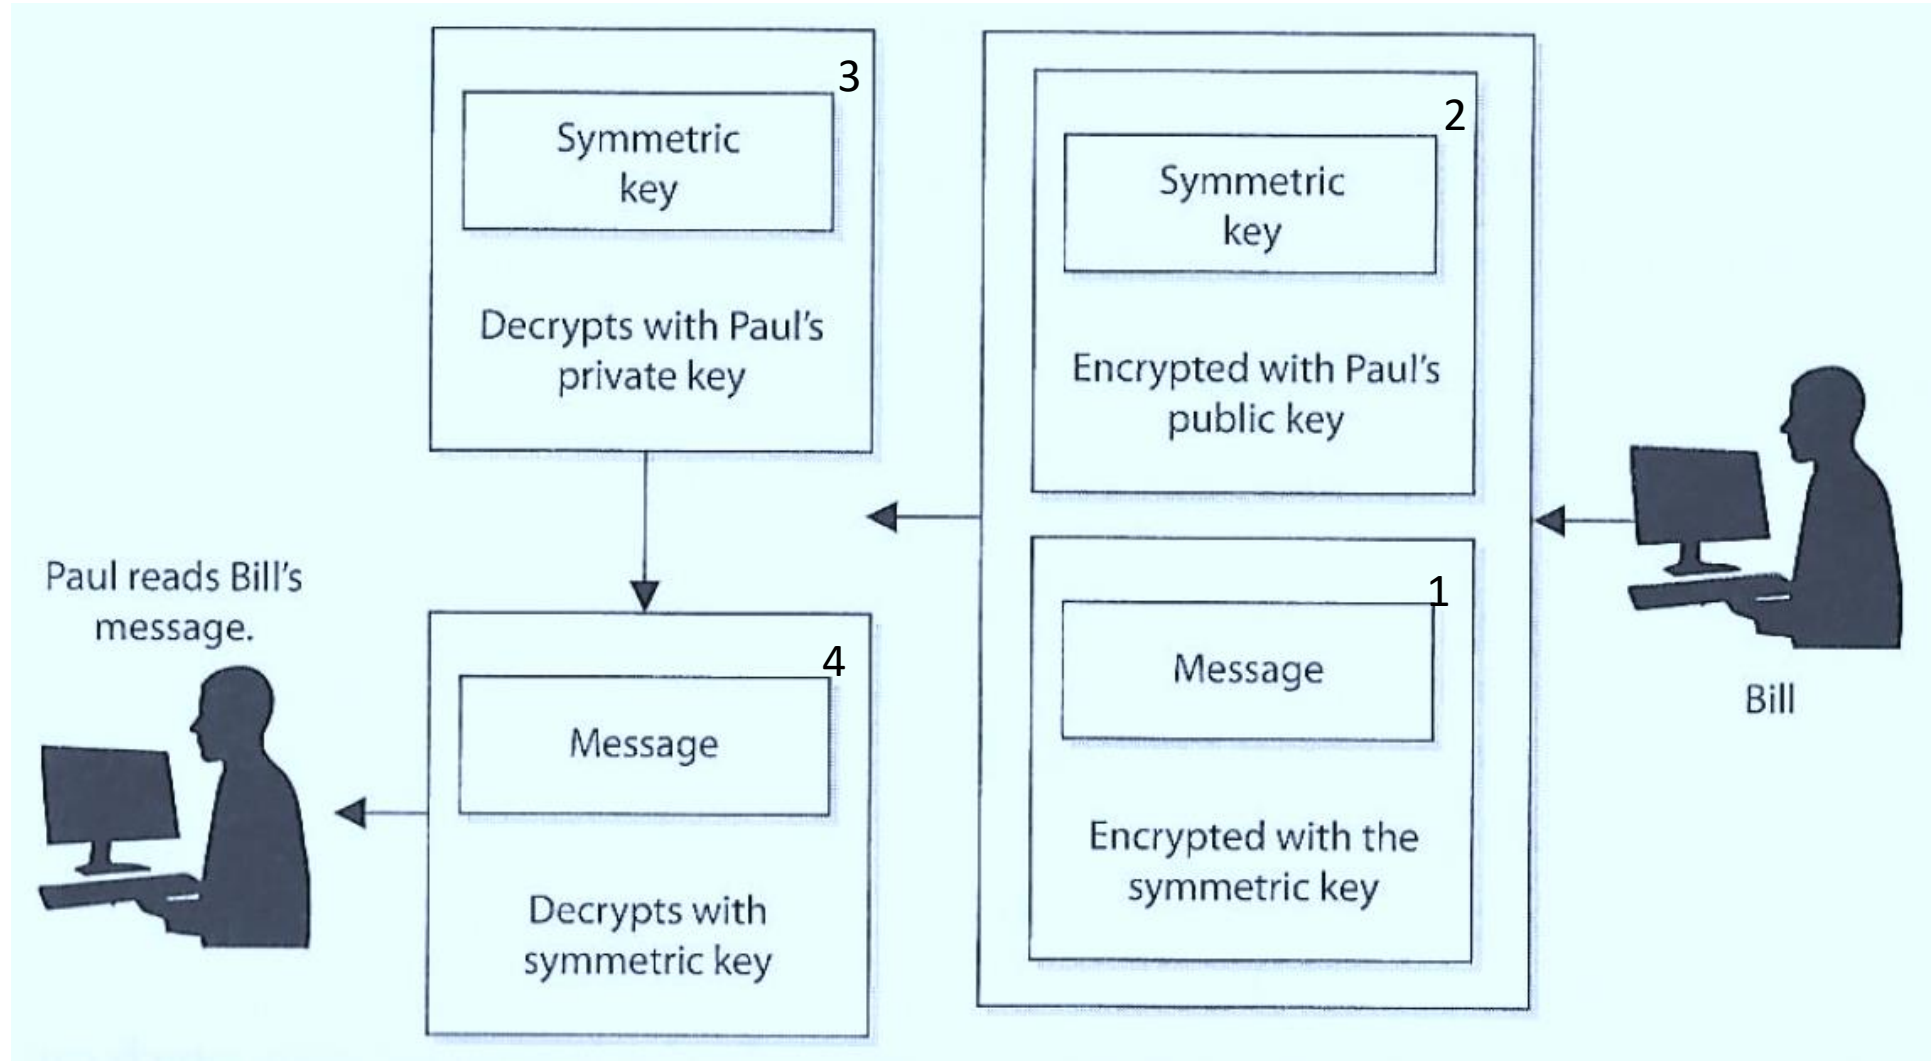 3
Symmetric
key
Decrypts with Paul's
private key
2
Symmetric
key
Encrypted with Paul's
public key
1
Message
Encrypted with the
symmetric key
Bill
4
Message
Decrypts with
symmetric key
Paul reads Bill's
message.